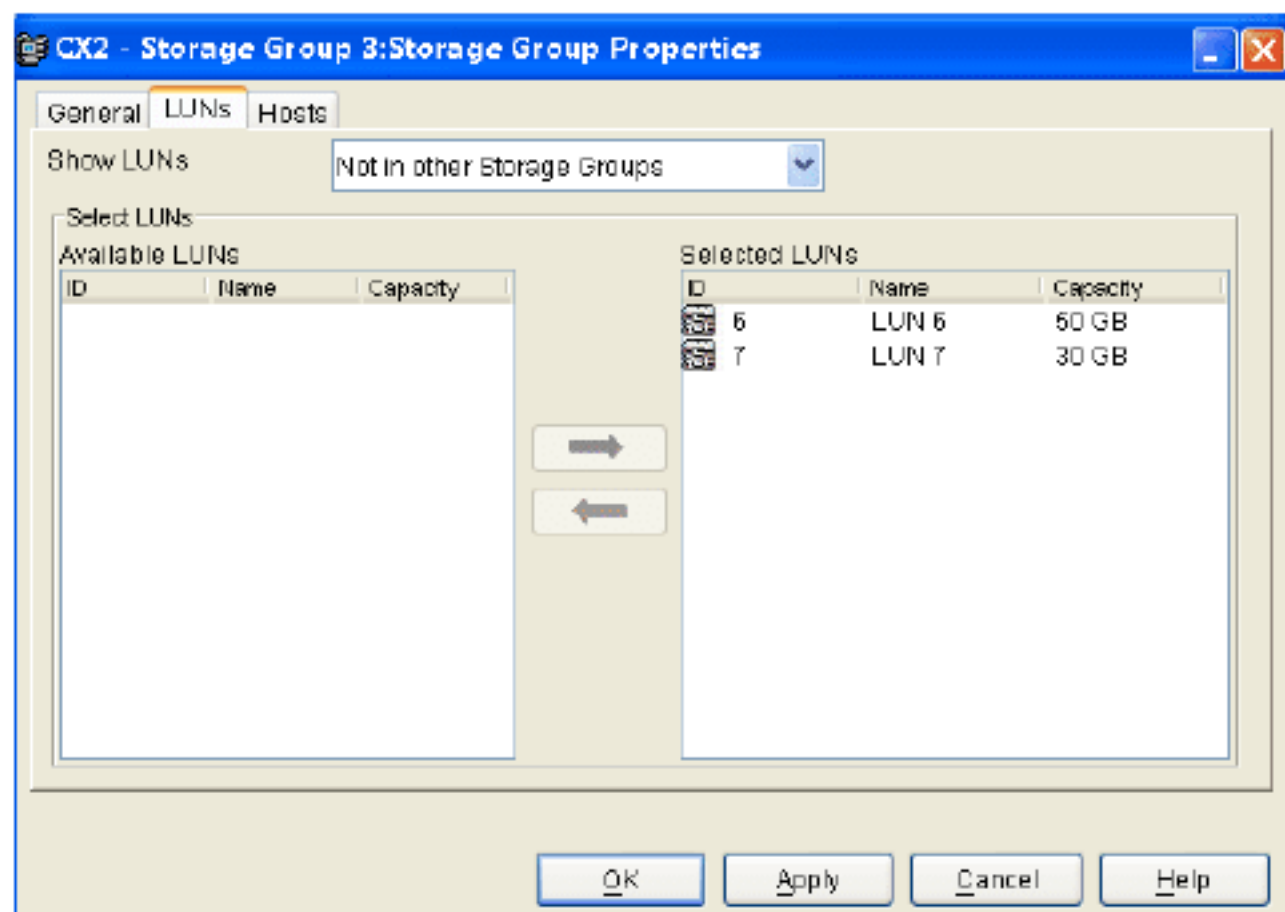 CX2 - Storage Group 3:Storage Group Properties
General LUNs Hosts
Show LUNs Not in other Storage Groups
Select LUNs
Available LUNs Selected LUNs
ID Name Capacity ID Name Capacity
6 LUN 6 50 GB
7 LUN 7 30 GB
OK Apply Cancel Help